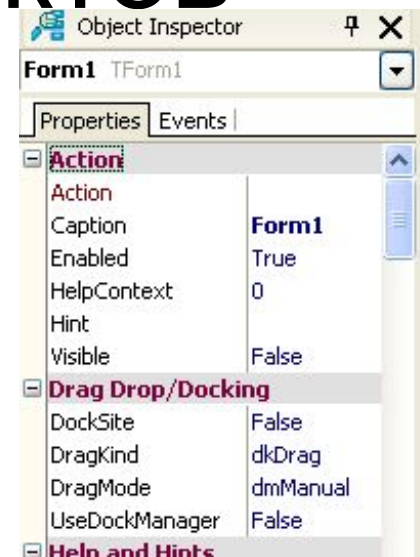 Object Inspector
Form1 TForm1
Properties Events
Action
Action
Caption Form1
Enabled True
HelpContext 0
Hint
Visible False
Drag Drop/Docking
DockSite False
DragKind dkDrag
DragMode dmManual
UseDockManager False
Help and Hints